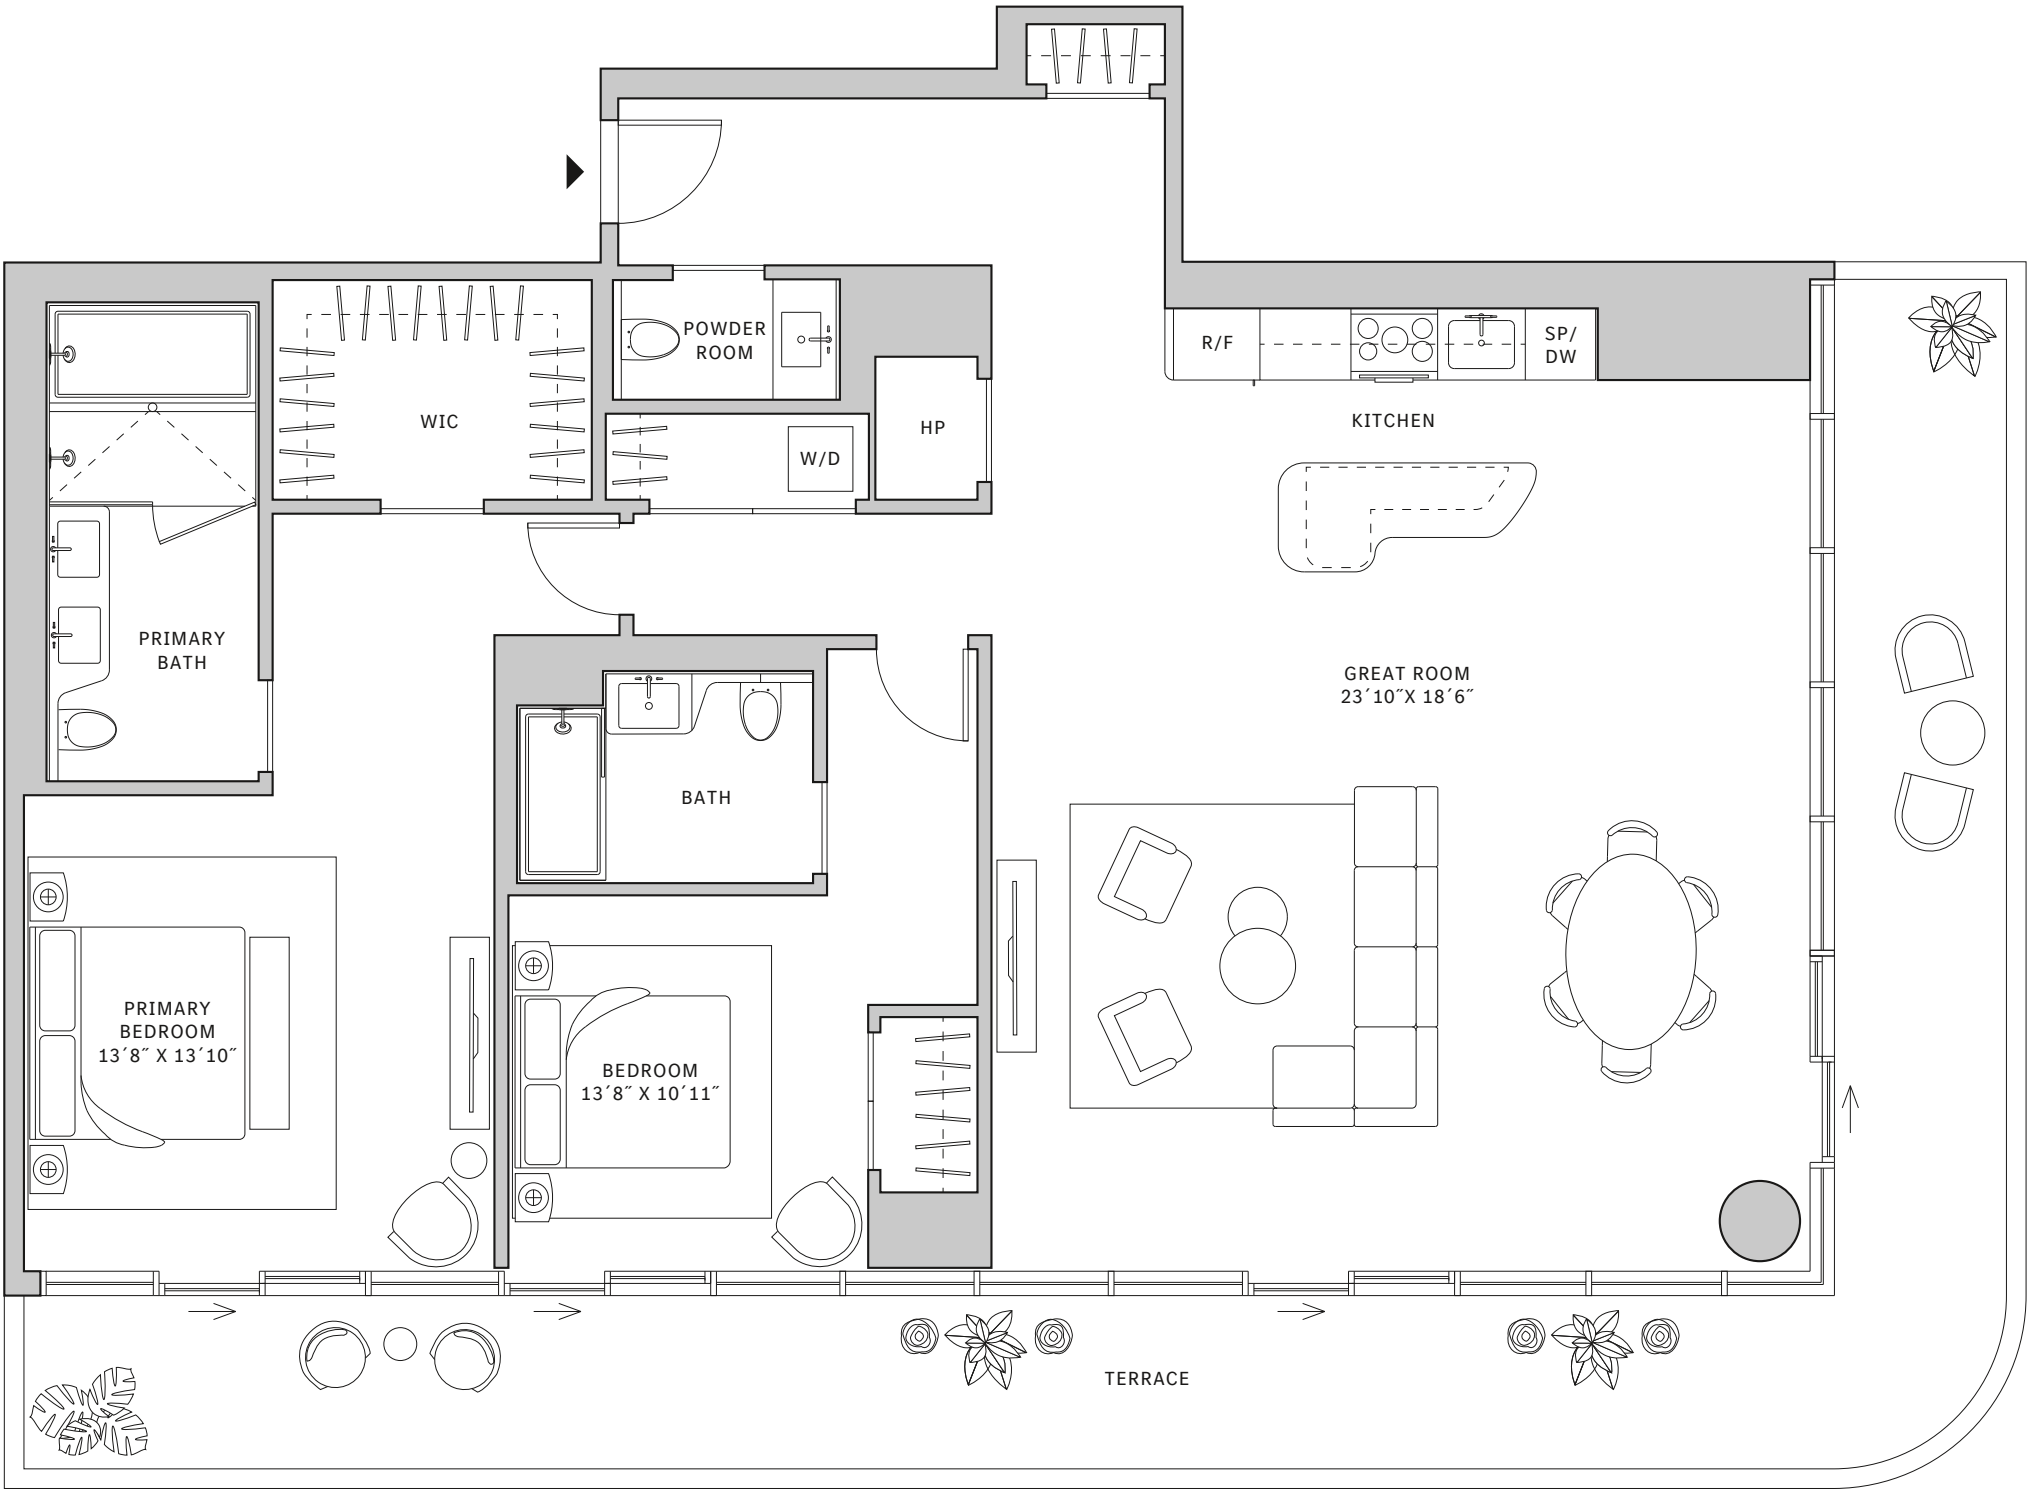 POWDER
ROOM
R/F
SP/
DW
WIC
HP
KITCHEN
W/D
PRIMARY
BATH
GREAT ROOM
23´10˝X 18´6˝
BATH
PRIMARY
BEDROOM
13´8˝ X 13´10˝
BEDROOM
13´8˝ X 10´11˝
TERRACE